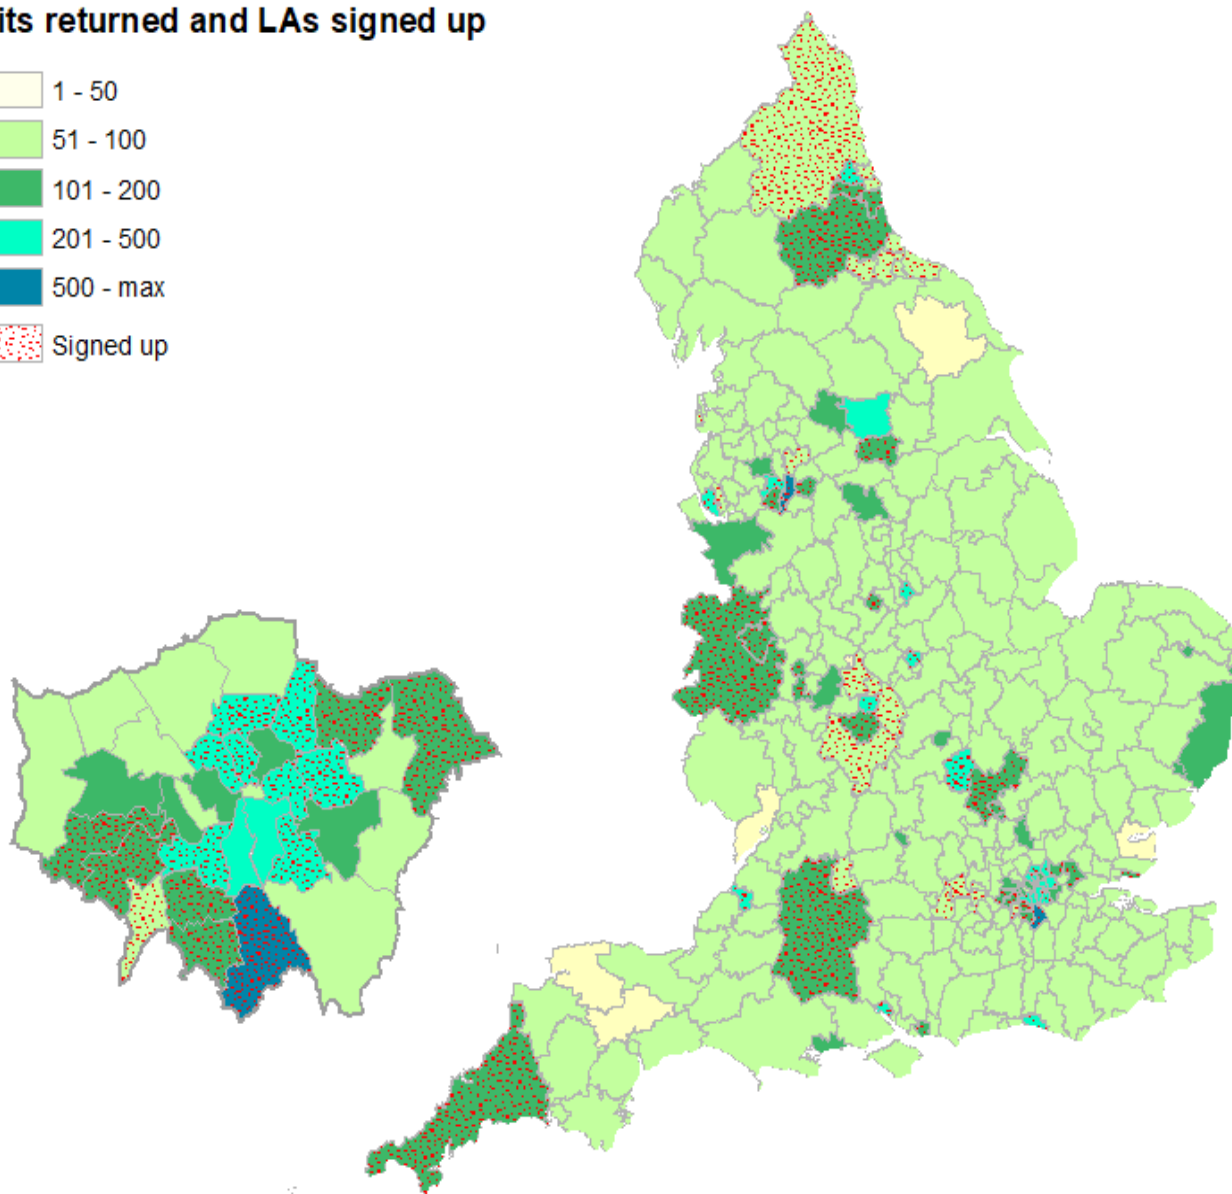 its returned and LAs signed up
1 - 50
51 - 100
101 - 200
201 - 500
500 - max
Signed up